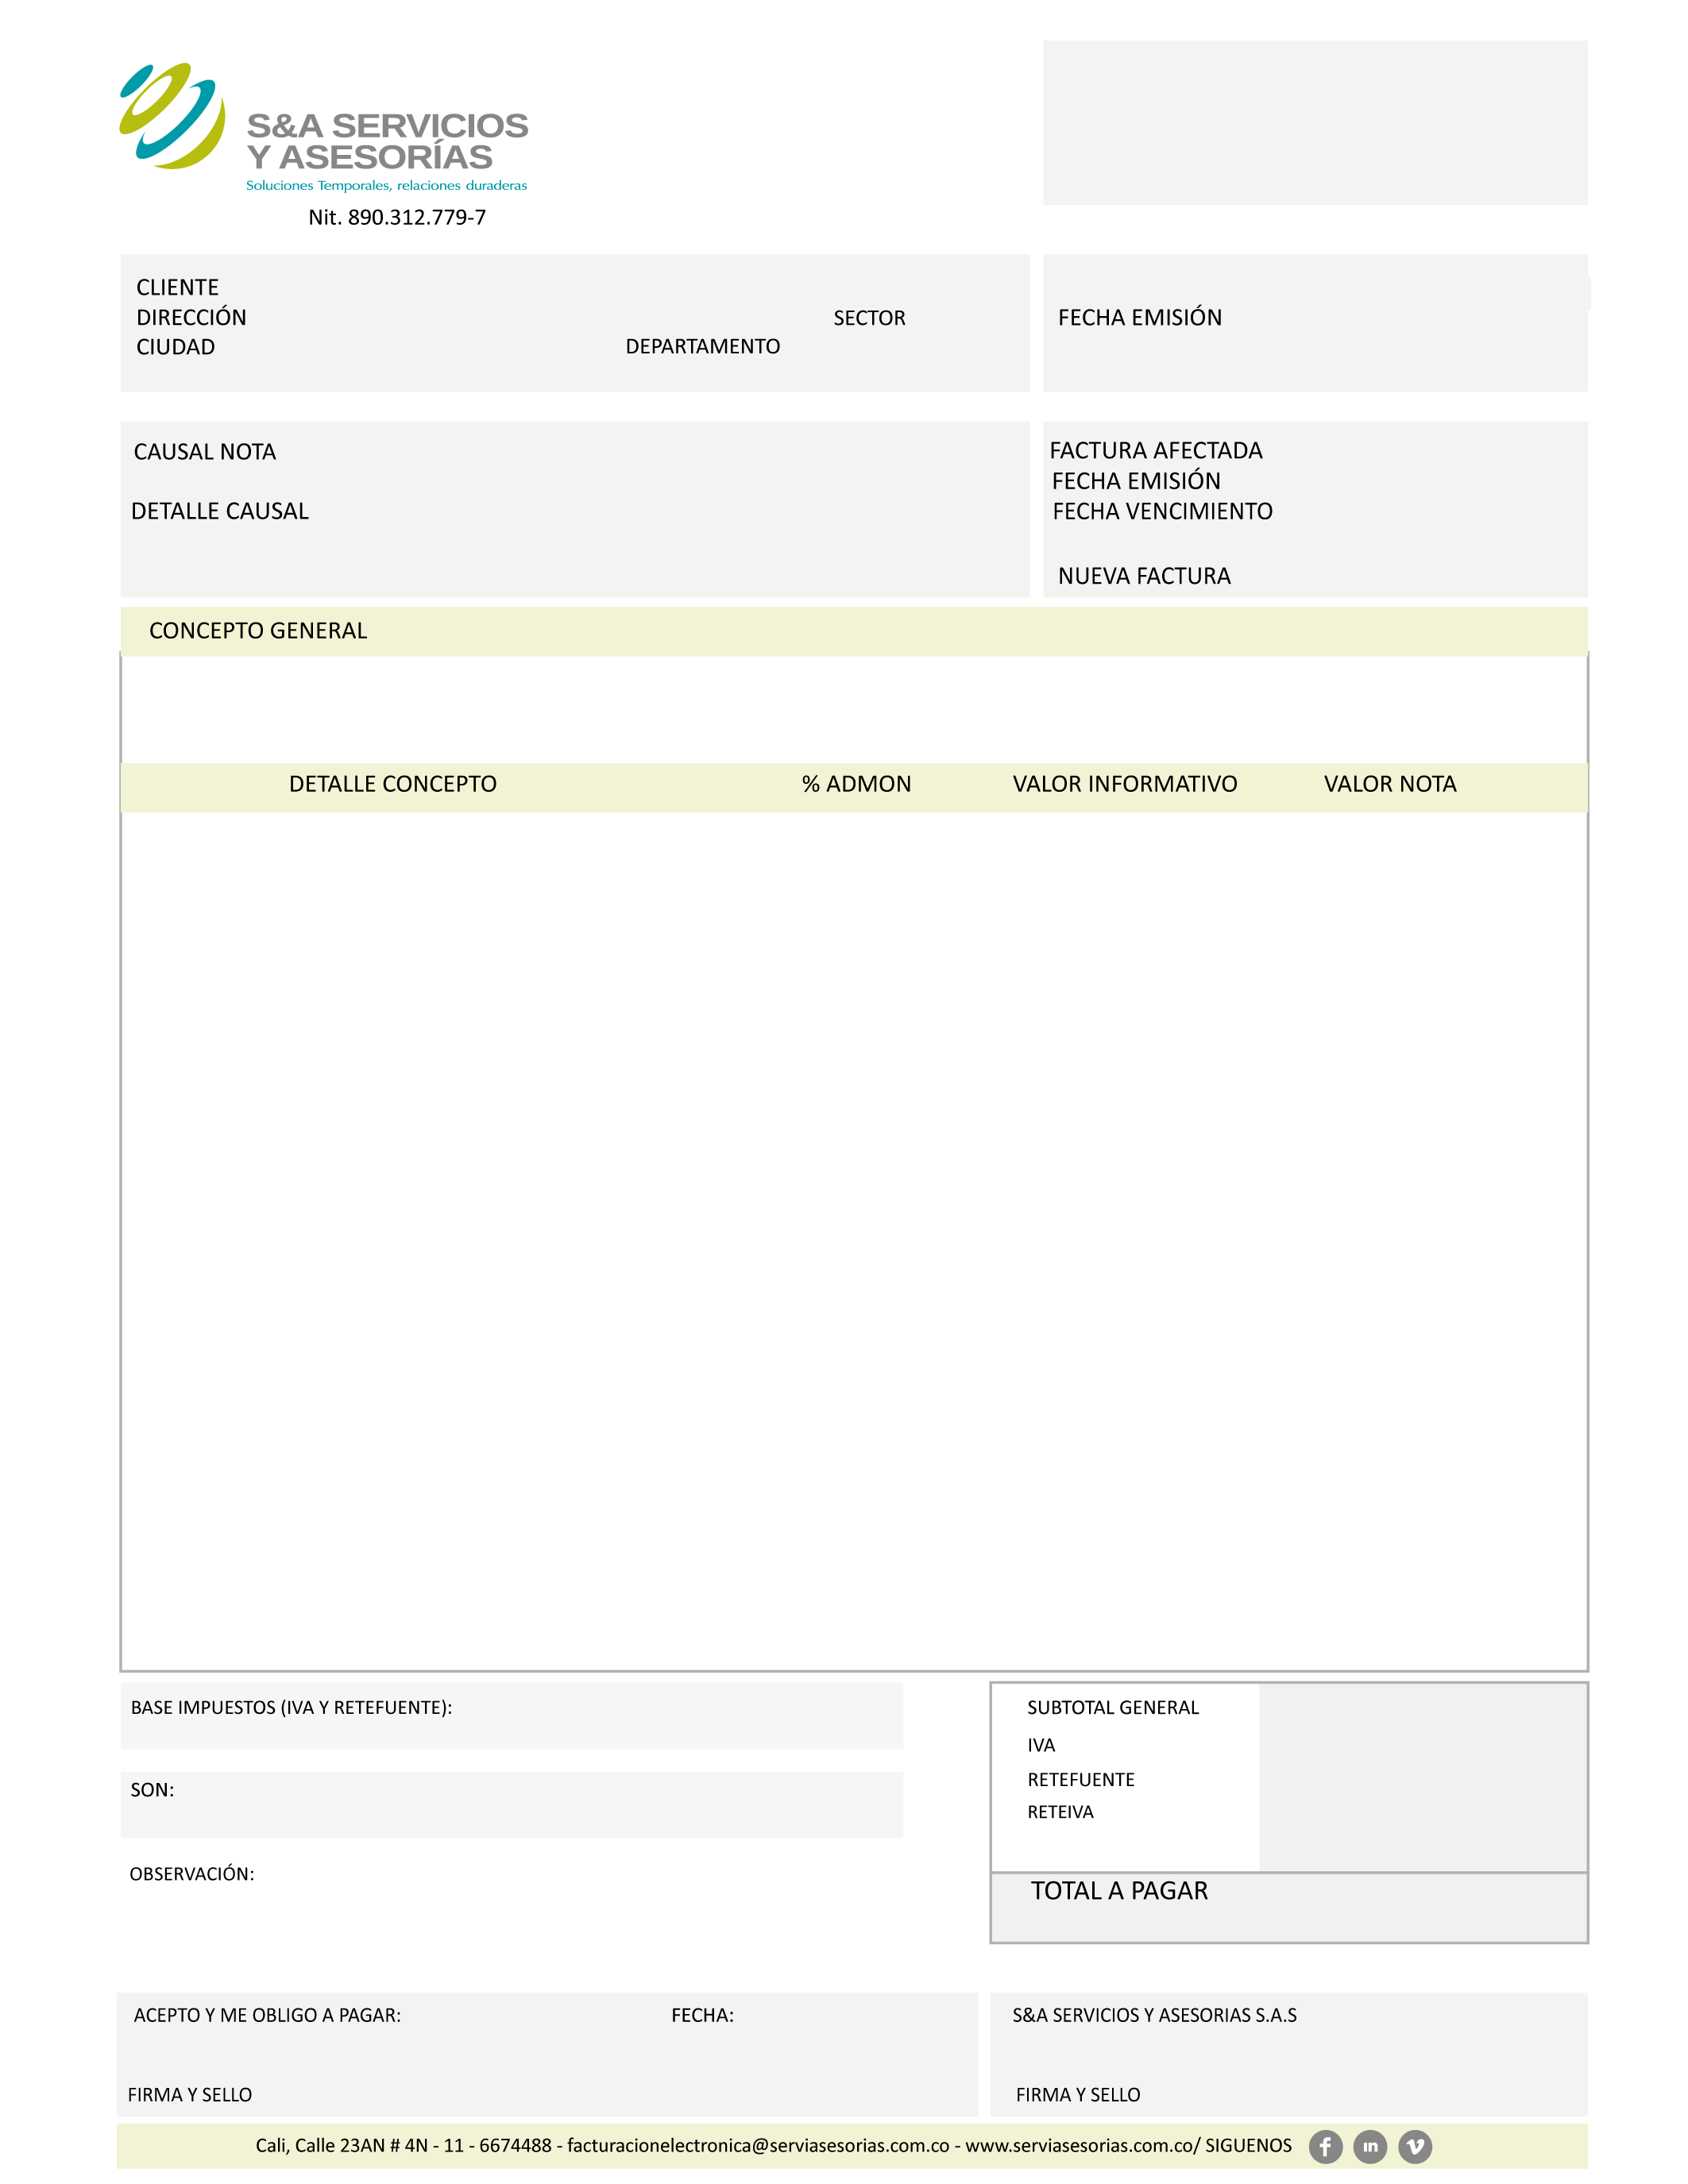 S&A SERVICIOS
Y ASESORÍAS
Soluciones Temporales, relaciones duraderas
Nit. 890.312.779-7
CLIENTE
DIRECCIÓN SECTOR
CIUDAD DEPARTAMENTO
FECHA EMISIÓN
CAUSAL NOTA
DETALLE CAUSAL
FACTURA AFECTADA
FECHA EMISIÓN
FECHA VENCIMIENTO
NUEVA FACTURA
CONCEPTO GENERAL
DETALLE CONCEPTO % ADMON VALOR INFORMATIVO VALOR NOTA
BASE IMPUESTOS (IVA Y RETEFUENTE):
SON:
OBSERVACIÓN:
SUBTOTAL GENERAL
IVA
RETEFUENTE
RETEIVA
TOTAL A PAGAR
ACEPTO Y ME OBLIGO A PAGAR: FECHA:
FIRMA Y SELLO
S&A SERVICIOS Y ASESORIAS S.A.S
FIRMA Y SELLO
Cali, Calle 23AN # 4N - 11 - 6674488 - facturacionelectronica@serviasesorias.com.co - www.serviasesorias.com.co/ SIGUENOS f in v